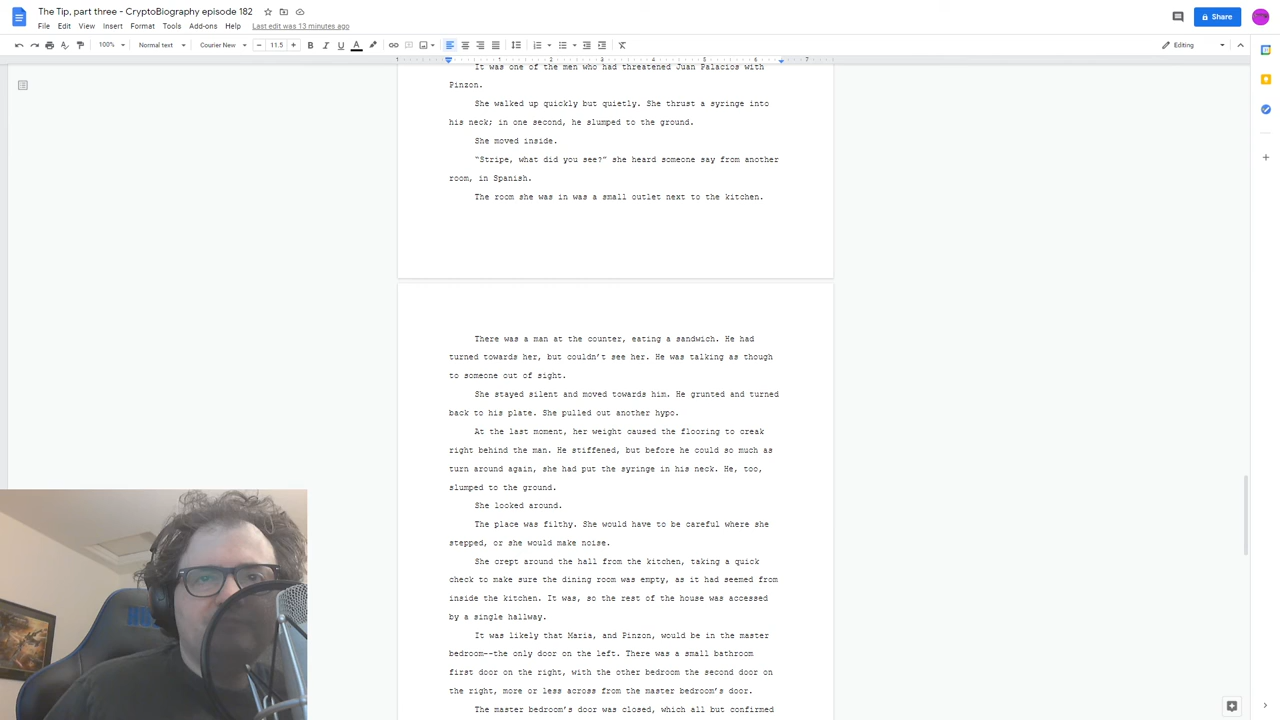 The Tip, part three - CryptoBiography episode 182
File Edit View Insert Format Tools Add-ons Help Last edit was 13 minutes ago
Share
100% Normal text Courier New 11.5 Editing
1 1 2 3 4 5 6 7
It was one of the men who had threatened Juan Palacios with
Pinzon.
She walked up quickly but quietly. She thrust a syringe into
his neck; in one second, he slumped to the ground.
She moved inside.
“Stripe, what did you see?” she heard someone say from another
room, in Spanish.
The room she was in was a small outlet next to the kitchen.
There was a man at the counter, eating a sandwich. He had
turned towards her, but couldn’t see her. He was talking as though
to someone out of sight.
She stayed silent and moved towards him. He grunted and turned
back to his plate. She pulled out another hypo.
At the last moment, her weight caused the flooring to creak
right behind the man. He stiffened, but before he could so much as
turn around again, she had put the syringe in his neck. He, too,
slumped to the ground.
She looked around.
The place was filthy. She would have to be careful where she
stepped, or she would make noise.
She crept around the hall from the kitchen, taking a quick
check to make sure the dining room was empty, as it had seemed from
inside the kitchen. It was, so the rest of the house was accessed
by a single hallway.
It was likely that Maria, and Pinzon, would be in the master
bedroom--the only door on the left. There was a small bathroom
first door on the right, with the other bedroom the second door on
the right, more or less across from the master bedroom’s door.
The master bedroom’s door was closed, which all but confirmed